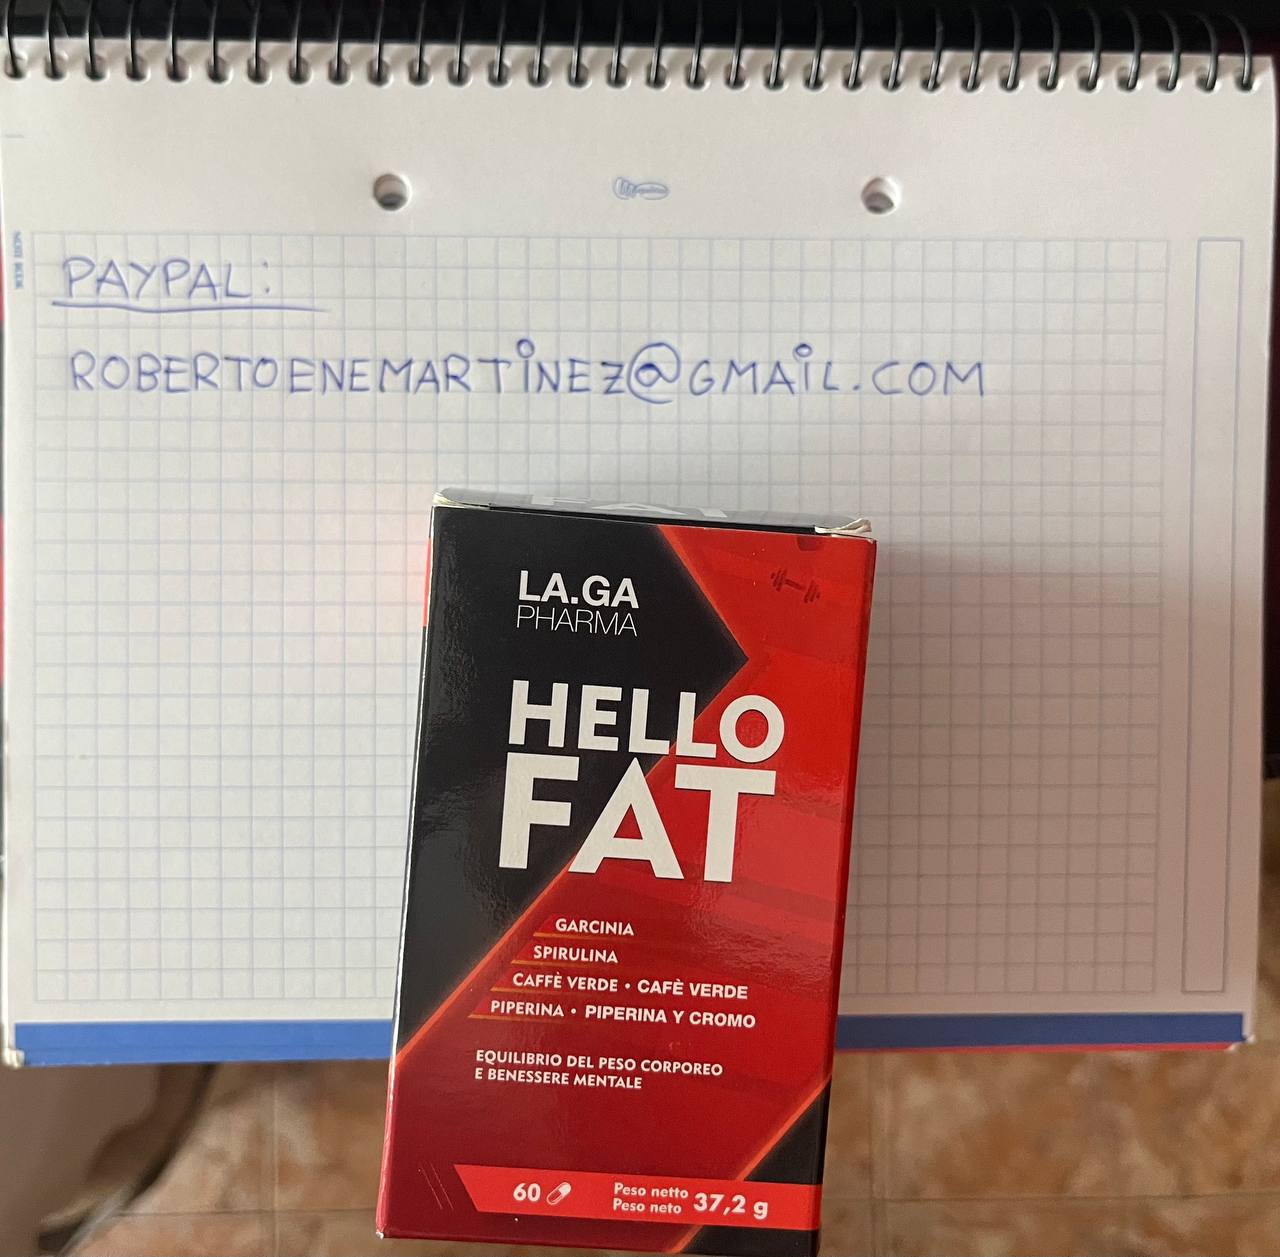 PAYPAL:
ROBERTOENEMARTINEZ@GMAIL.COM
FAT
LA.GA
PHARMA
HELLO
FAT
GARCINIA
SPIRULINA
CAFFÈ VERDE • CAFÈ VERDE
PIPERINA • PIPERINA Y CROMO
EQUILIBRIO DEL PESO CORPOREO
E BENESSERE MENTALE
60
Peso netto
Peso neto
37,2 g